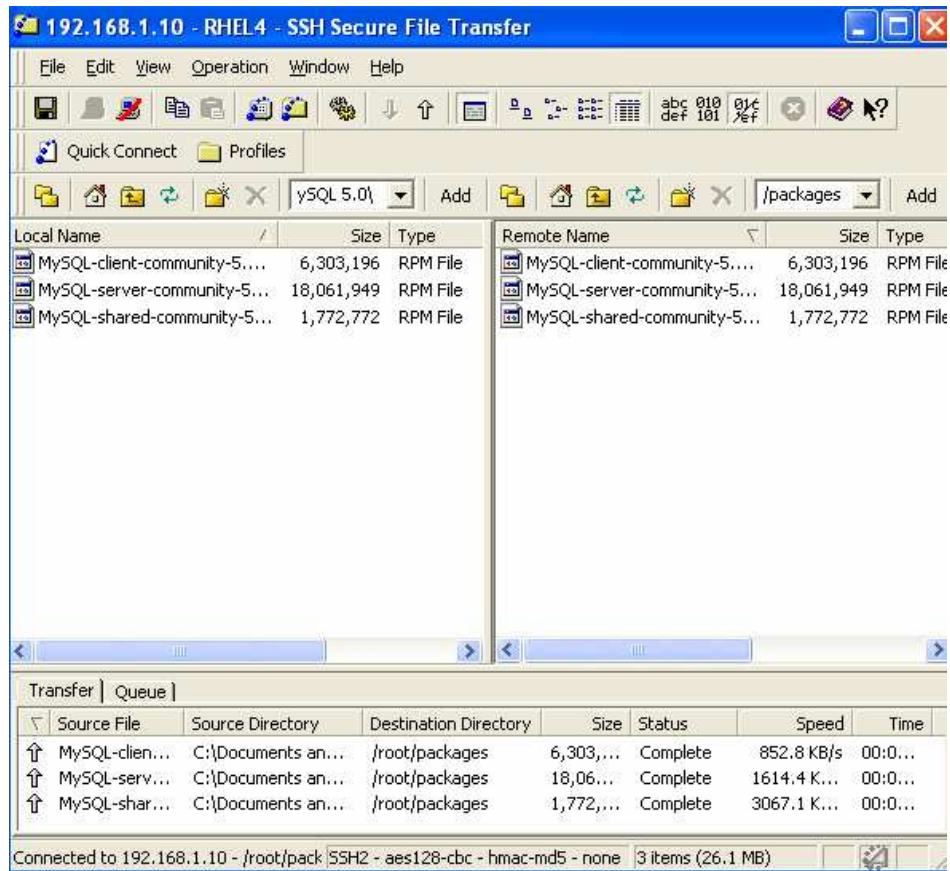 192.168.1.10 - RHEL4 - SSH Secure File Transfer
File Edit View Operation Window Help
abc def 010 101
Quick Connect Profiles
ySQL 5.0\ Add /packages Add
Local Name Size Type Remote Name Size Type
MySQL-client-community-5.... 6,303,196 RPM File MySQL-client-community-5.... 6,303,196 RPM File
MySQL-server-community-5... 18,061,949 RPM File MySQL-server-community-5... 18,061,949 RPM File
MySQL-shared-community-5... 1,772,772 RPM File MySQL-shared-community-5... 1,772,772 RPM File
Transfer Queue
Source File Source Directory Destination Directory Size Status Speed Time
MySQL-clien... C:\Documents an... /root/packages 6,303,... Complete 852.8 KB/s 00:0...
MySQL-serv... C:\Documents an... /root/packages 18,06... Complete 1614.4 K... 00:0...
MySQL-shar... C:\Documents an... /root/packages 1,772,... Complete 3067.1 K... 00:0...
Connected to 192.168.1.10 - /root/pack SSH2 - aes128-cbc - hmac-md5 - none 3 items (26.1 MB)